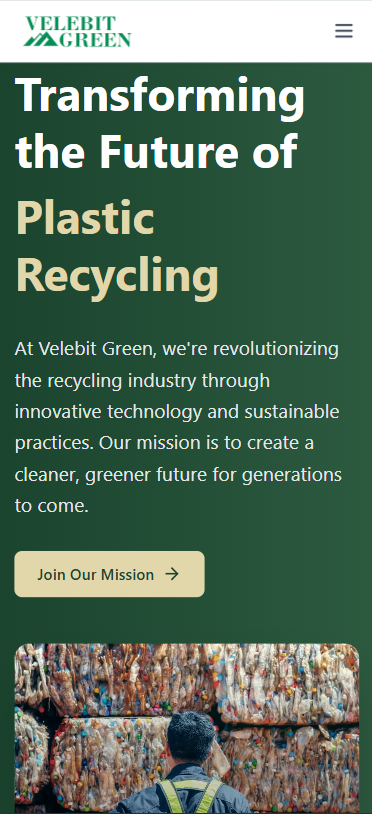 VELEBIT
GREEN
Transforming
the Future of
Plastic
Recycling
At Velebit Green, we're revolutionizing
the recycling industry through
innovative technology and sustainable
practices. Our mission is to create a
cleaner, greener future for generations
to come.
Join Our Mission →